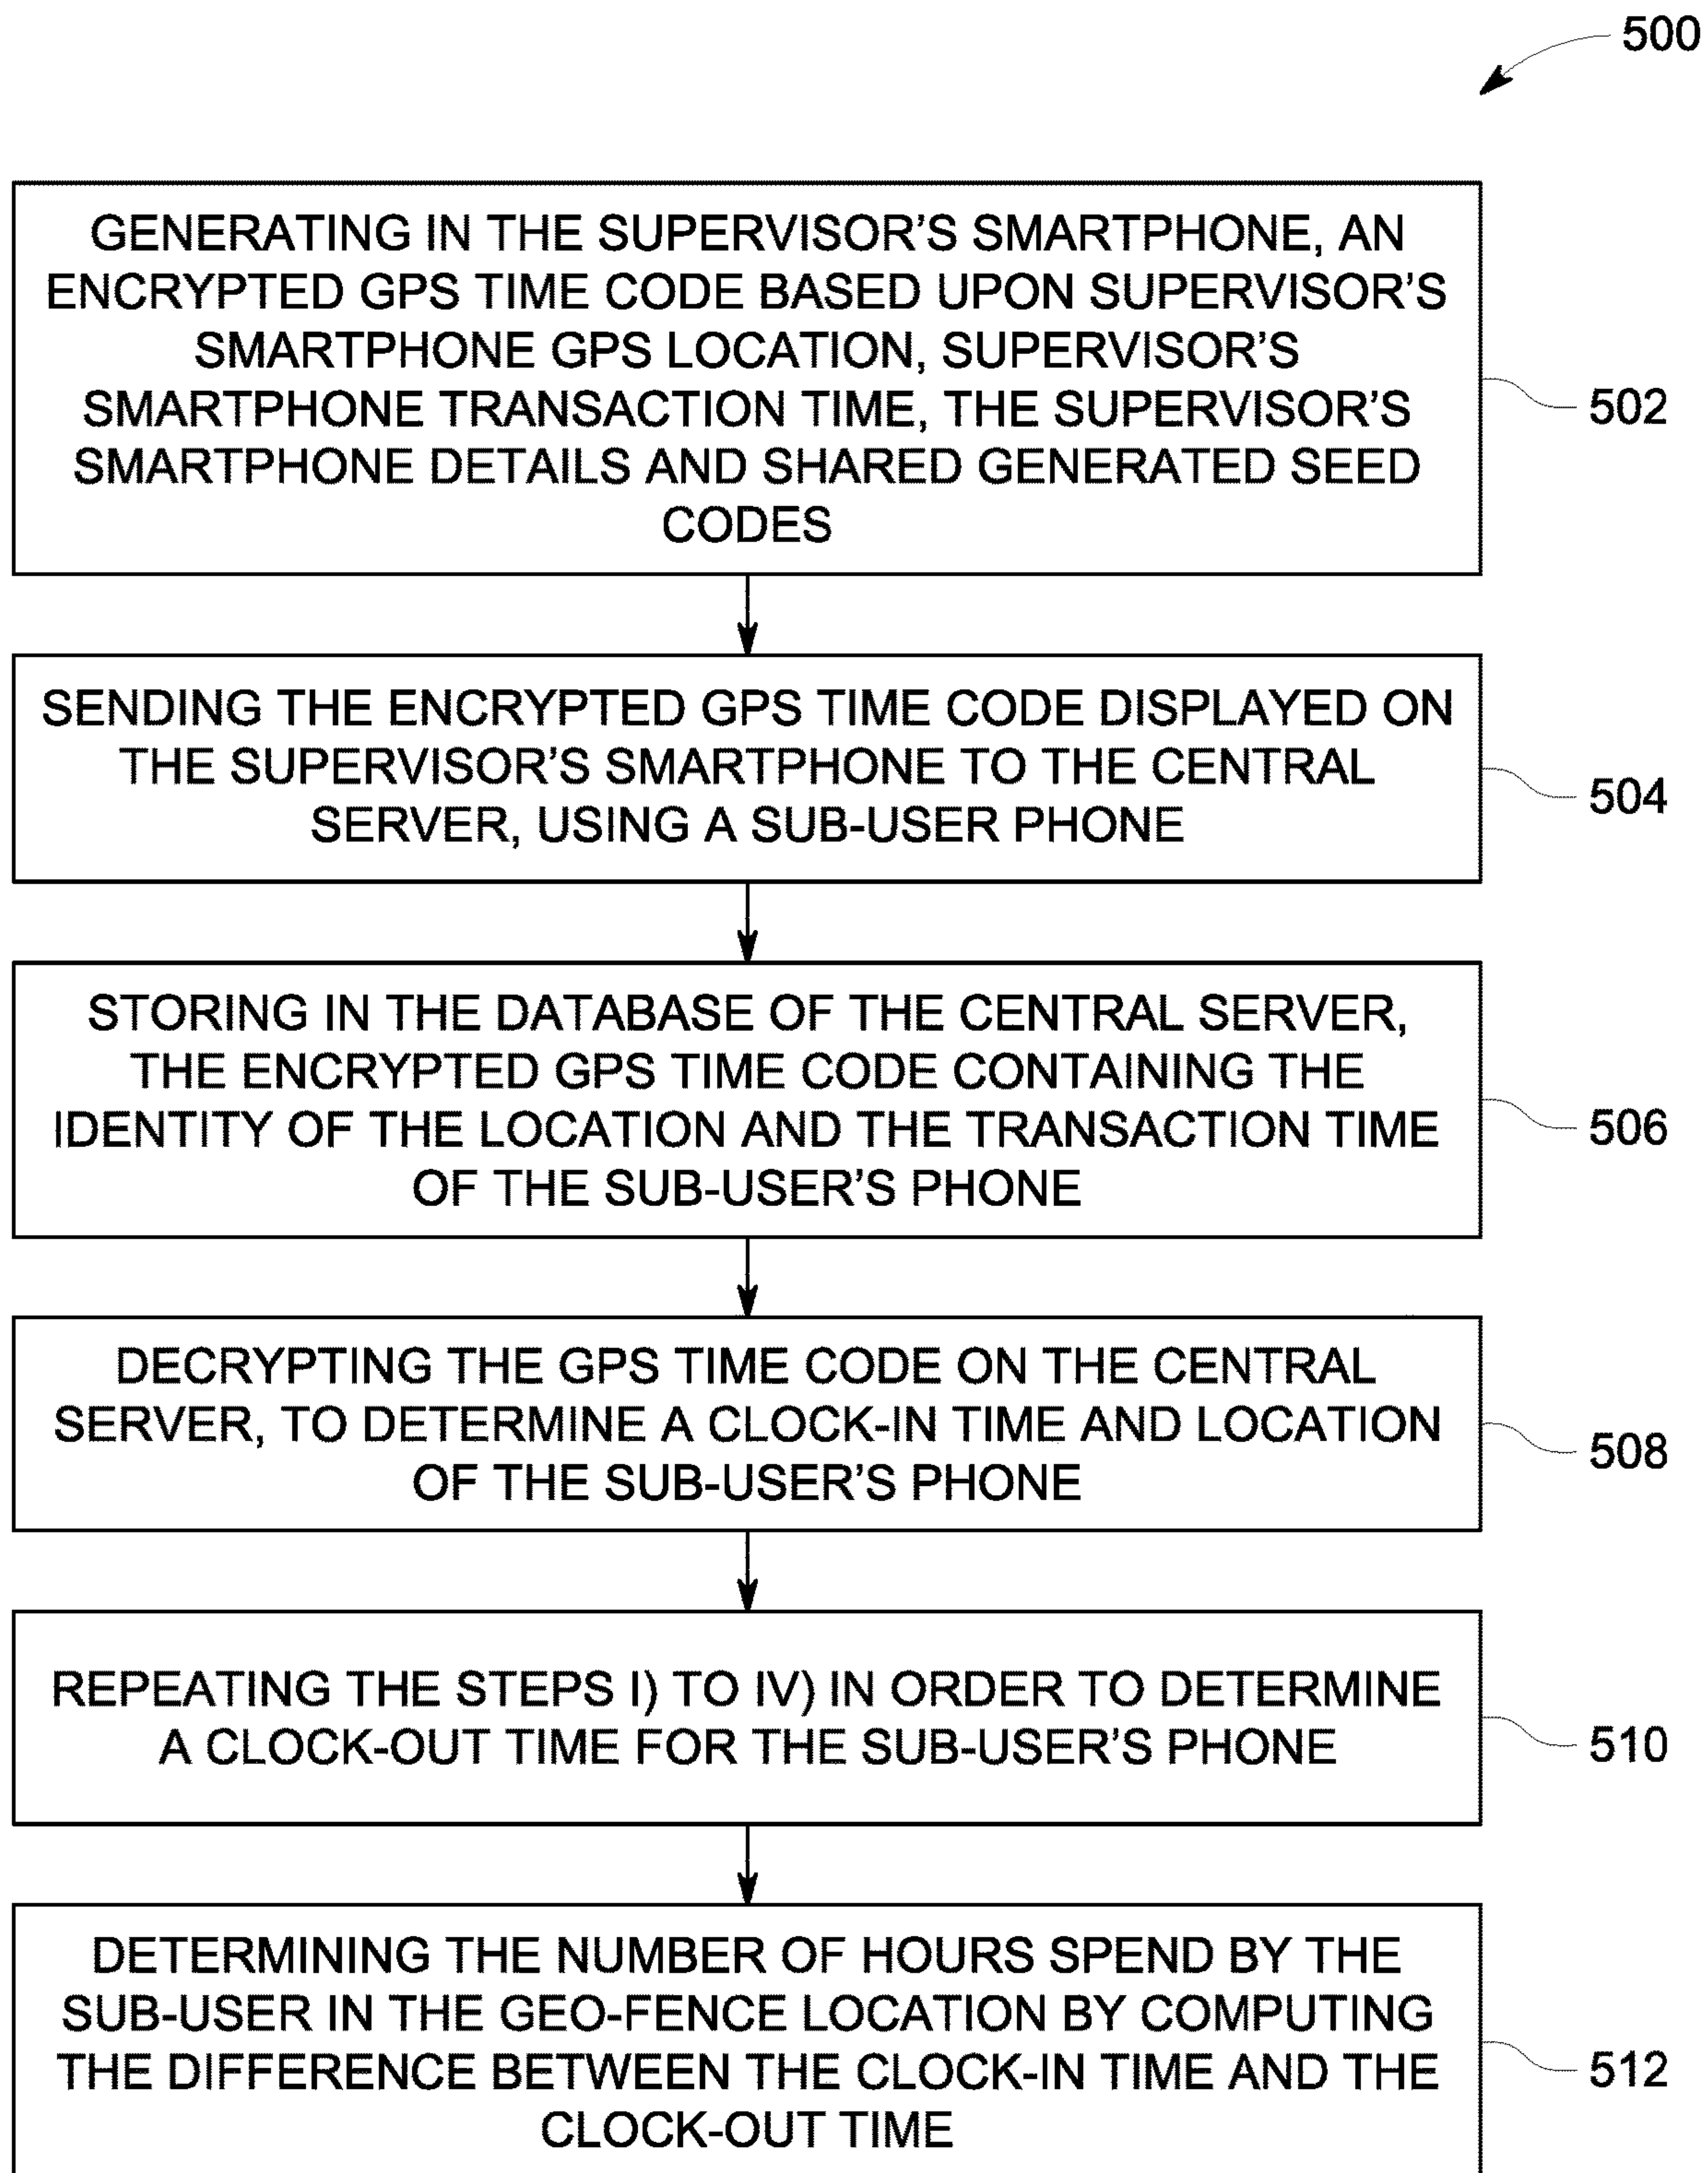 500
GENERATING IN THE SUPERVISOR'S SMARTPHONE, AN
ENCRYPTED GPS TIME CODE BASED UPON SUPERVISOR'S
SMARTPHONE GPS LOCATION, SUPERVISOR'S
SMARTPHONE TRANSACTION TIME, THE SUPERVISOR'S
SMARTPHONE DETAILS AND SHARED GENERATED SEED
CODES
502
SENDING THE ENCRYPTED GPS TIME CODE DISPLAYED ON
THE SUPERVISOR'S SMARTPHONE TO THE CENTRAL
SERVER, USING A SUB-USER PHONE
504
STORING IN THE DATABASE OF THE CENTRAL SERVER,
THE ENCRYPTED GPS TIME CODE CONTAINING THE
IDENTITY OF THE LOCATION AND THE TRANSACTION TIME
OF THE SUB-USER'S PHONE
506
DECRYPTING THE GPS TIME CODE ON THE CENTRAL
SERVER, TO DETERMINE A CLOCK-IN TIME AND LOCATION
OF THE SUB-USER'S PHONE
508
REPEATING THE STEPS I) TO IV) IN ORDER TO DETERMINE
A CLOCK-OUT TIME FOR THE SUB-USER'S PHONE
510
DETERMINING THE NUMBER OF HOURS SPEND BY THE
SUB-USER IN THE GEO-FENCE LOCATION BY COMPUTING
THE DIFFERENCE BETWEEN THE CLOCK-IN TIME AND THE
CLOCK-OUT TIME
512